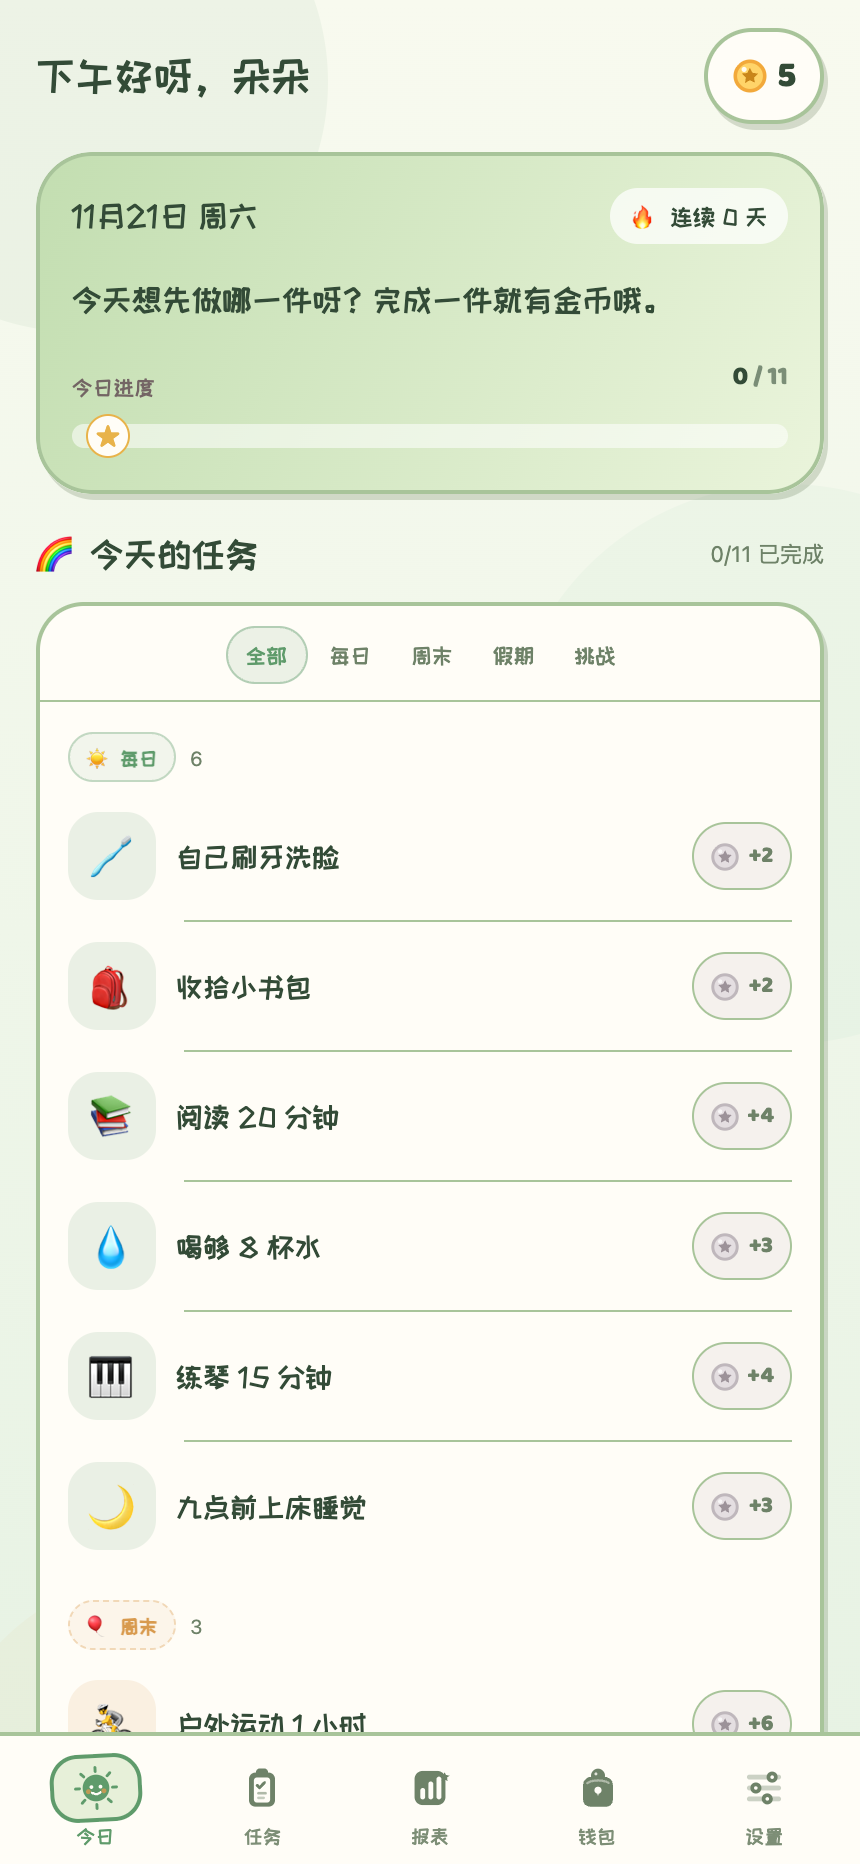 下午好呀，朵朵
5
11月21日 周六
连续 0 天
今天想先做哪一件呀？完成一件就有金币哦。
今日进度
0/11
今天的任务
0/11 已完成
全部 每日 周末 假期 挑战
每日 6
自己刷牙洗脸 +2
收拾小书包 +2
阅读 20 分钟 +4
喝够 8 杯水 +3
练琴 15 分钟 +4
九点前上床睡觉 +3
周末 3
户外运动 1 小时 +6
今日 任务 报表 钱包 设置